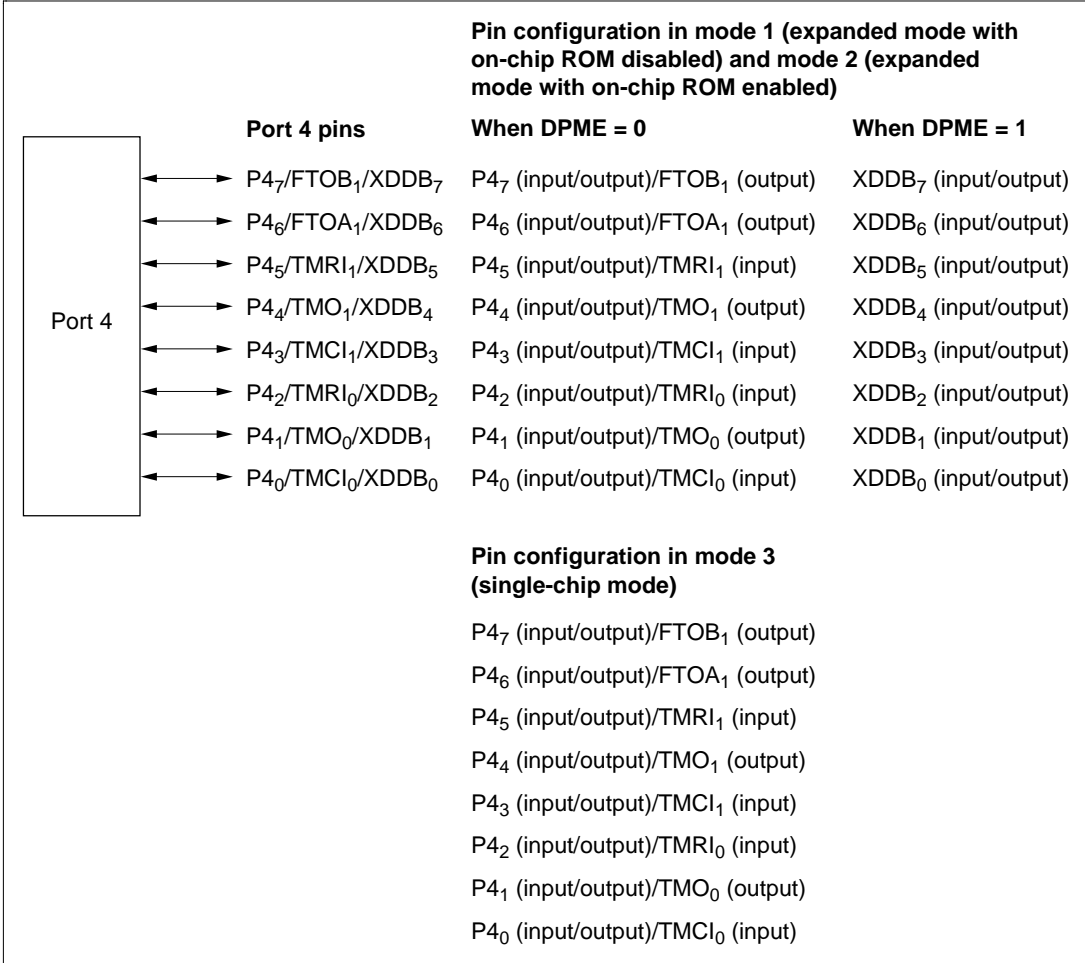 Pin configuration in mode 1 (expanded mode with
on-chip ROM disabled) and mode 2 (expanded
mode with on-chip ROM enabled)
Port 4 pins When DPME = 0 When DPME = 1
P4₇/FTOB₁/XDDB₇ P4₇ (input/output)/FTOB₁ (output) XDDB₇ (input/output)
P4₆/FTOA₁/XDDB₆ P4₆ (input/output)/FTOA₁ (output) XDDB₆ (input/output)
P4₅/TMRI₁/XDDB₅ P4₅ (input/output)/TMRI₁ (input) XDDB₅ (input/output)
Port 4 P4₄/TMO₁/XDDB₄ P4₄ (input/output)/TMO₁ (output) XDDB₄ (input/output)
P4₃/TMCI₁/XDDB₃ P4₃ (input/output)/TMCI₁ (input) XDDB₃ (input/output)
P4₂/TMRI₀/XDDB₂ P4₂ (input/output)/TMRI₀ (input) XDDB₂ (input/output)
P4₁/TMO₀/XDDB₁ P4₁ (input/output)/TMO₀ (output) XDDB₁ (input/output)
P4₀/TMCI₀/XDDB₀ P4₀ (input/output)/TMCI₀ (input) XDDB₀ (input/output)
Pin configuration in mode 3
(single-chip mode)
P4₇ (input/output)/FTOB₁ (output)
P4₆ (input/output)/FTOA₁ (output)
P4₅ (input/output)/TMRI₁ (input)
P4₄ (input/output)/TMO₁ (output)
P4₃ (input/output)/TMCI₁ (input)
P4₂ (input/output)/TMRI₀ (input)
P4₁ (input/output)/TMO₀ (output)
P4₀ (input/output)/TMCI₀ (input)